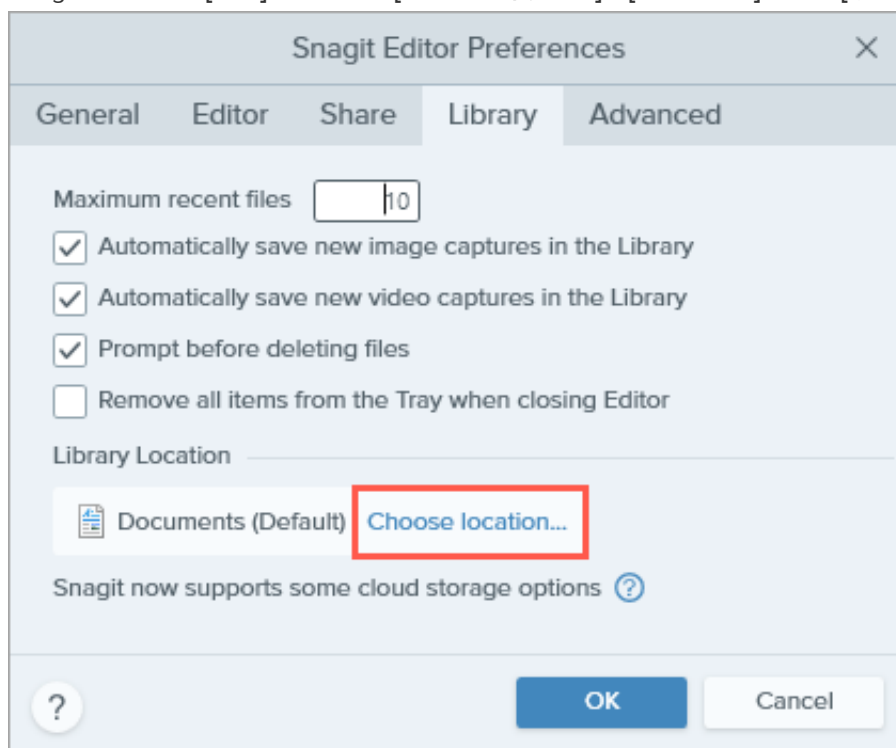 Snagit Editor Preferences
General Editor Share Library Advanced
Maximum recent files 10
Automatically save new image captures in the Library
Automatically save new video captures in the Library
Prompt before deleting files
Remove all items from the Tray when closing Editor
Library Location
Documents (Default) Choose location...
Snagit now supports some cloud storage options ?
? OK Cancel